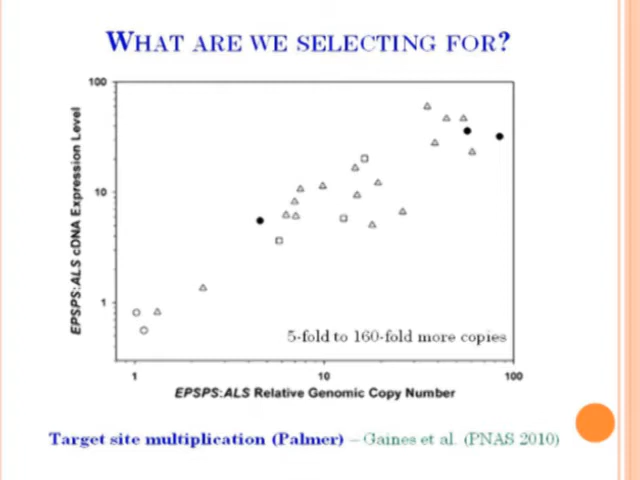 WHAT ARE WE SELECTING FOR?
100
10
1
EPSPS:ALS cDNA Expression Level
5-fold to 160-fold more copies
1 10 100
EPSPS:ALS Relative Genomic Copy Number
Target site multiplication (Palmer) – Gaines et al. (PNAS 2010)